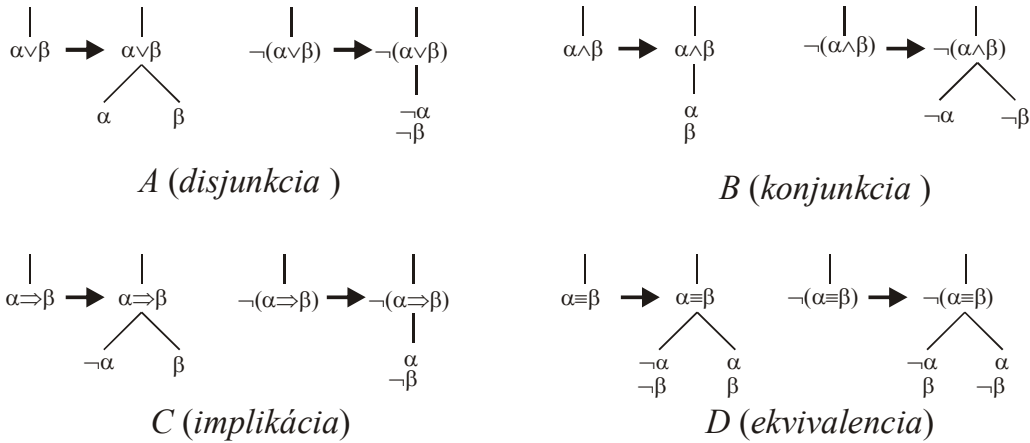 α∨β α∨β ¬(α∨β) ¬(α∨β)
α β ¬α
¬β
A (disjunkcia )
α∧β α∧β ¬(α∧β) ¬(α∧β)
α
β ¬α ¬β
B (konjunkcia )
α⇒β α⇒β ¬(α⇒β) ¬(α⇒β)
¬α β α
¬β
C (implikácia)
α≡β α≡β ¬(α≡β) ¬(α≡β)
¬α α ¬α α
¬β β β ¬β
D (ekvivalencia)